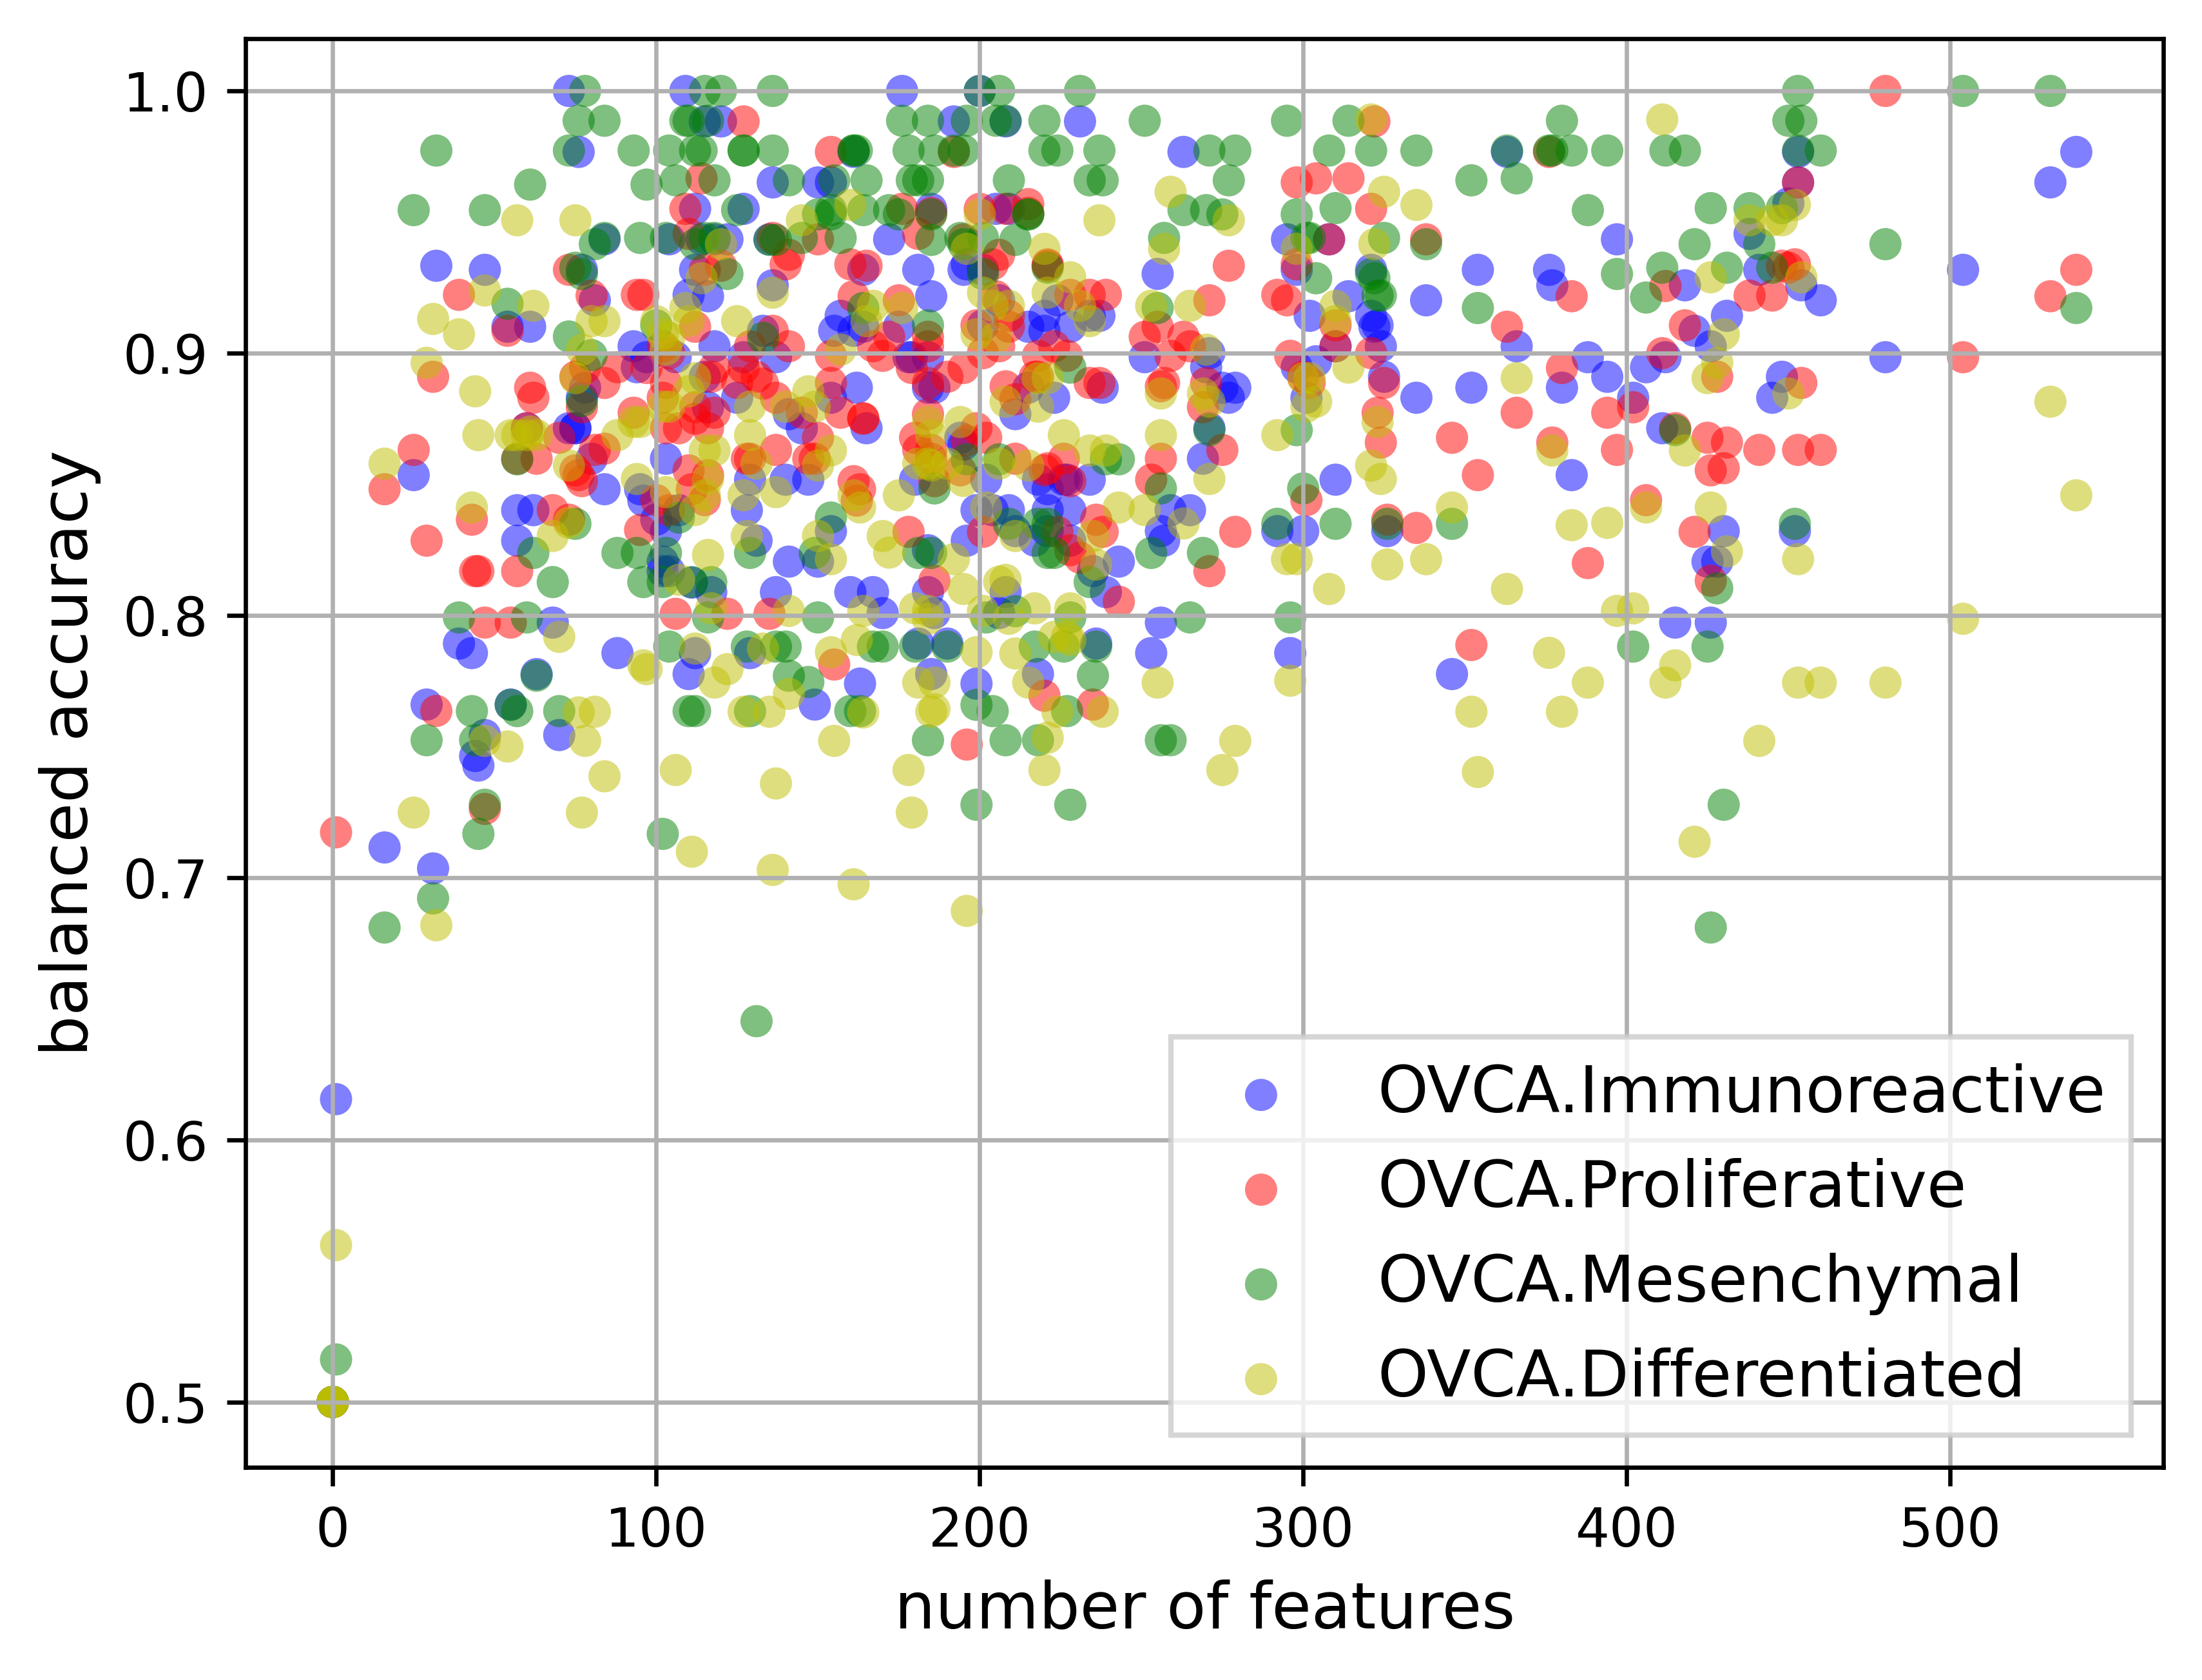 1.0
0.9
0.8
0.7
0.6
0.5
balanced accuracy
OVCA.Immunoreactive
OVCA.Proliferative
OVCA.Mesenchymal
OVCA.Differentiated
0 100 200 300 400 500
number of features